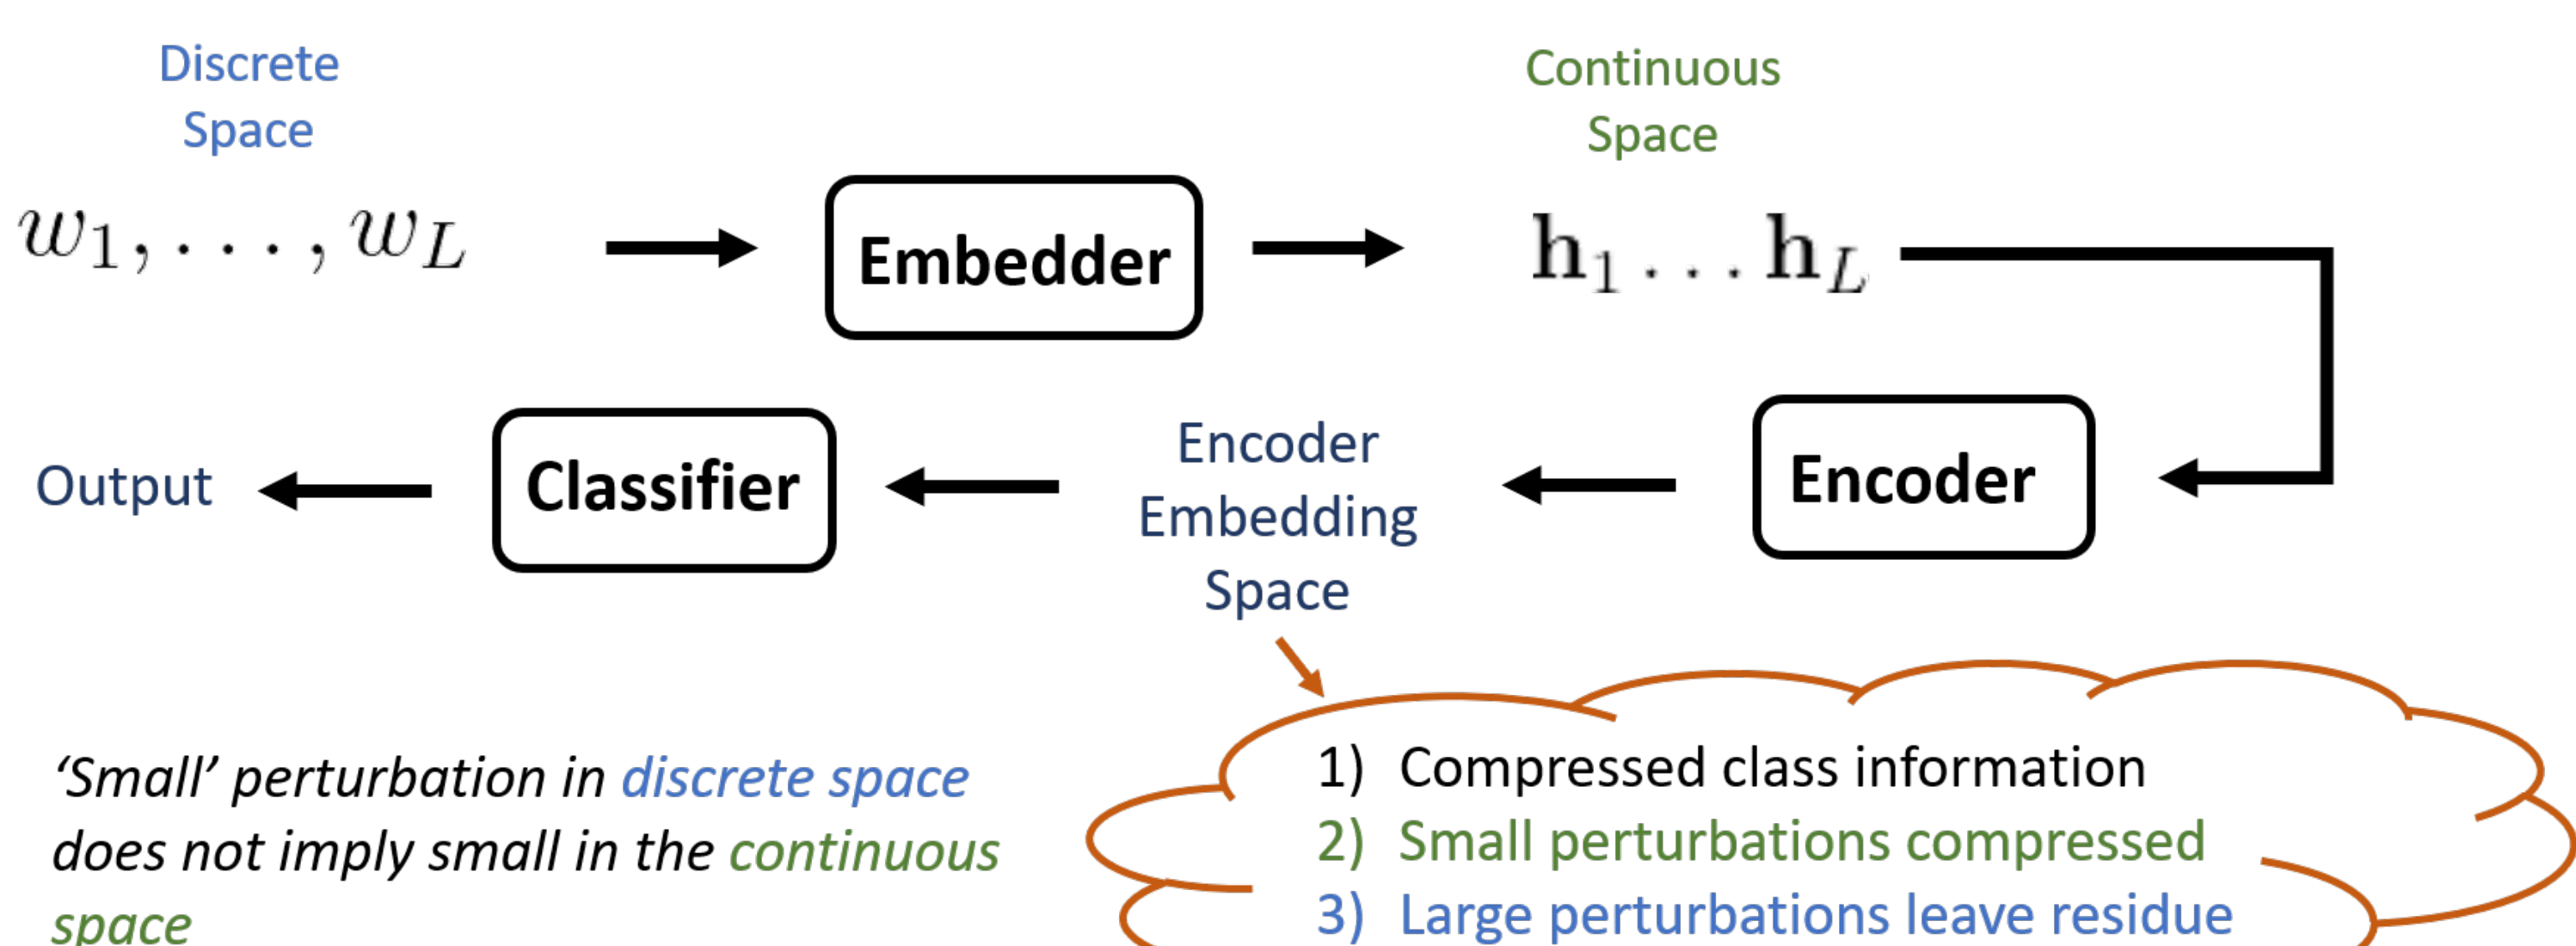 Discrete
Space
Continuous
Space
w₁, . . . , w_L
Embedder
h₁ . . . h_L
Output
Classifier
Encoder
Embedding
Space
Encoder
‘Small’ perturbation in discrete space
does not imply small in the continuous
space
1) Compressed class information
2) Small perturbations compressed
3) Large perturbations leave residue